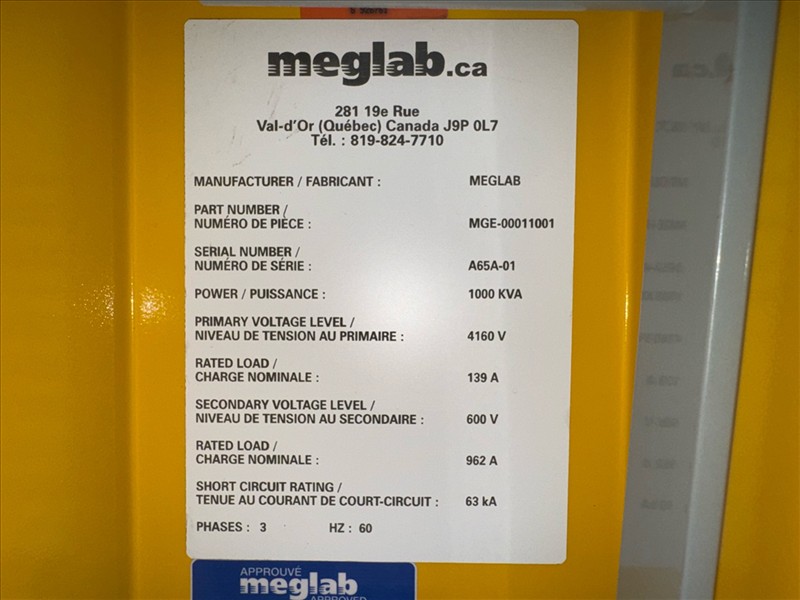 meglab.ca
281 19e Rue
Val-d'Or (Québec) Canada J9P 0L7
Tél. : 819-824-7710
MANUFACTURER / FABRICANT : MEGLAB
PART NUMBER /
NUMÉRO DE PIÈCE : MGE-00011001
SERIAL NUMBER /
NUMÉRO DE SÉRIE : A65A-01
POWER / PUISSANCE : 1000 KVA
PRIMARY VOLTAGE LEVEL /
NIVEAU DE TENSION AU PRIMAIRE : 4160 V
RATED LOAD /
CHARGE NOMINALE : 139 A
SECONDARY VOLTAGE LEVEL /
NIVEAU DE TENSION AU SECONDAIRE : 600 V
RATED LOAD /
CHARGE NOMINALE : 962 A
SHORT CIRCUIT RATING /
TENUE AU COURANT DE COURT-CIRCUIT : 63 kA
PHASES : 3 HZ : 60
APPROUVÉ
meglab
APPROVED